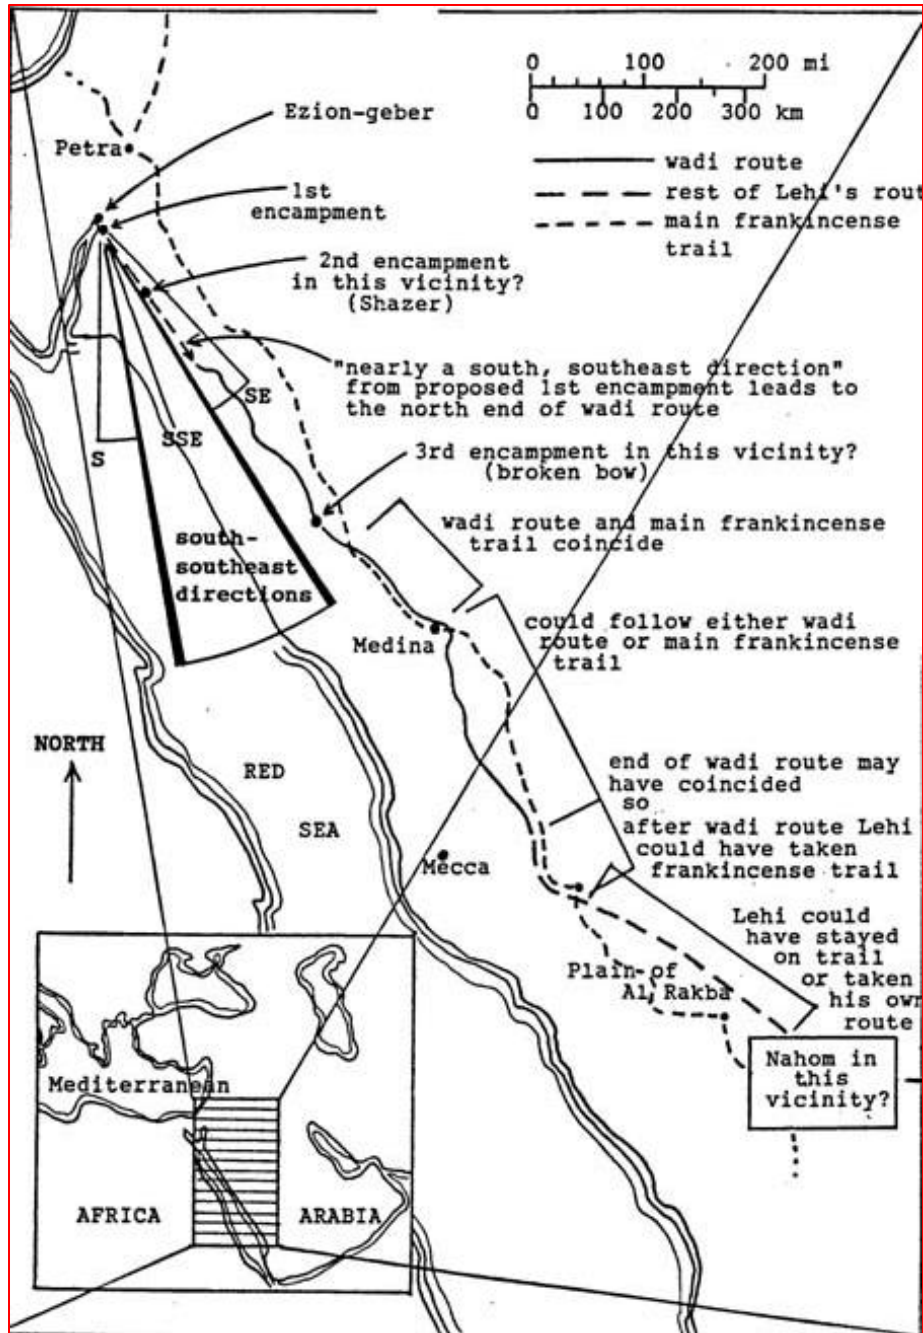 0 100 200 mi
0 100 200 300 km
wadi route
rest of Lehi's rout
main frankincense
trail
Ezion-geber
Petra
1st
encampment
2nd encampment
in this vicinity?
(Shazer)
"nearly a south, southeast direction"
from proposed 1st encampment leads to
the north end of wadi route
SE
SSE
S
3rd encampment in this vicinity?
(broken bow)
wadi route and main frankincense
trail coincide
south-
southeast
directions
Medina
could follow either wadi
route or main frankincense
trail
NORTH
RED
SEA
Mecca
end of wadi route may
have coincided
so
after wadi route Lehi
could have taken
frankincense trail
Lehi could
have stayed
on trail
or taken
his own
route
Plain of
Al Rakba
Nahom in
this
vicinity?
Mediterranean
AFRICA
ARABIA